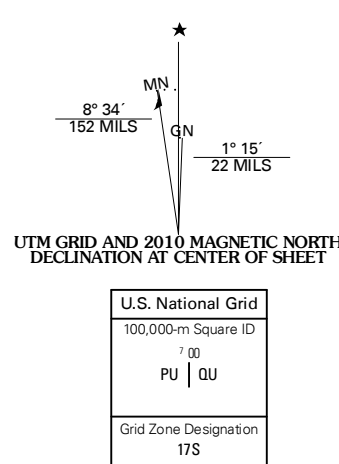 MN
8° 34´
152 MILS
GN
1° 15´
22 MILS
UTM GRID AND 2010 MAGNETIC NORTH
DECLINATION AT CENTER OF SHEET
U.S. National Grid
100,000-m Square ID
7 00
PU QU
Grid Zone Designation
17S